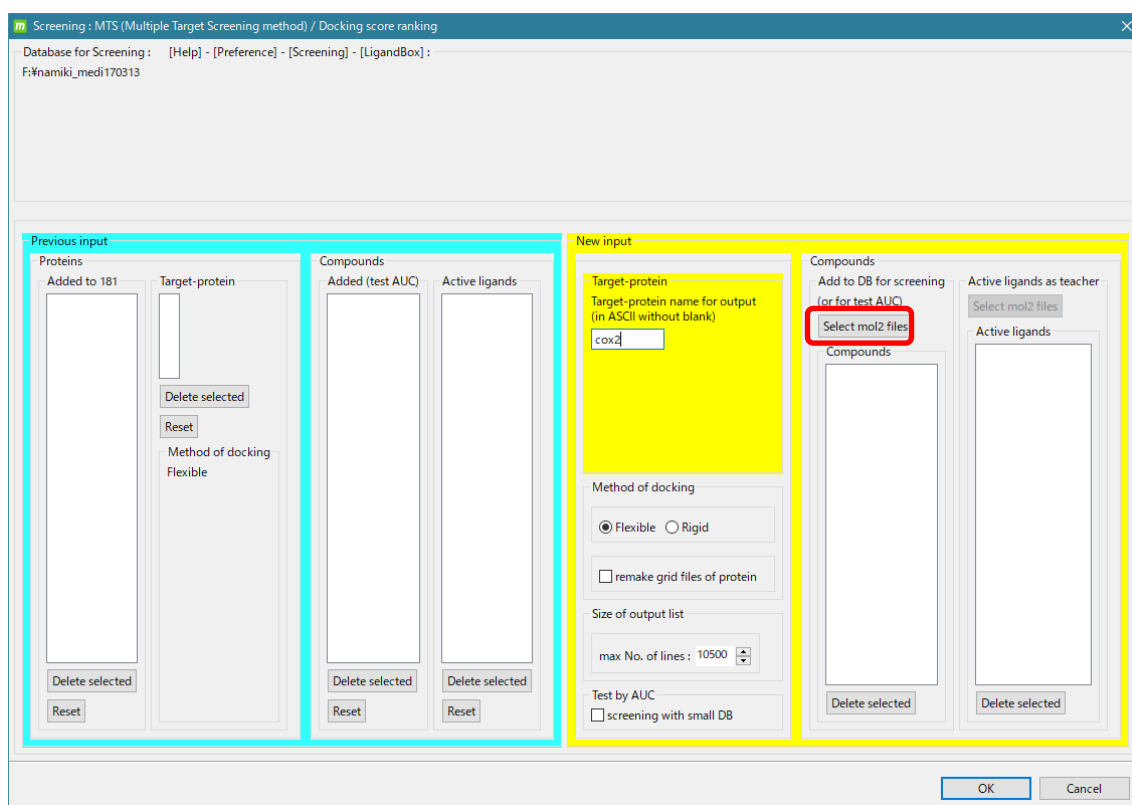 m Screening : MTS (Multiple Target Screening method) / Docking score ranking
Database for Screening : [Help] - [Preference] - [Screening] - [LigandBox] :
F:¥namiki_medi170313
Previous input
Proteins
Added to 181
Delete selected
Reset
Target-protein
Delete selected
Reset
Method of docking
Flexible
Compounds
Added (test AUC)
Delete selected
Reset
Active ligands
Delete selected
Reset
New input
Target-protein
Target-protein name for output
(in ASCII without blank)
cox2
Method of docking
Flexible Rigid
remake grid files of protein
Size of output list
max No. of lines : 10500
Test by AUC
screening with small DB
Compounds
Add to DB for screening
(or for test AUC)
Select mol2 files
Compounds
Delete selected
Active ligands as teacher
Select mol2 files
Active ligands
Delete selected
OK Cancel